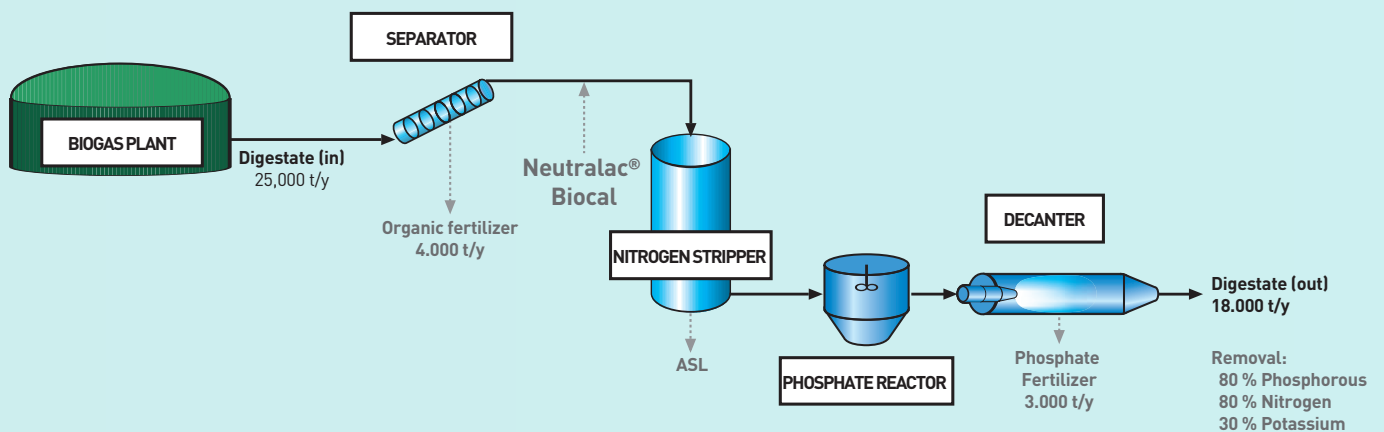 SEPARATOR
BIOGAS PLANT
Digestate (in)
25,000 t/y
Organic fertilizer
4.000 t/y
Neutralac®
Biocal
NITROGEN STRIPPER
ASL
PHOSPHATE REACTOR
DECANTER
Phosphate
Fertilizer
3.000 t/y
Digestate (out)
18.000 t/y
Removal:
80 % Phosphorous
80 % Nitrogen
30 % Potassium